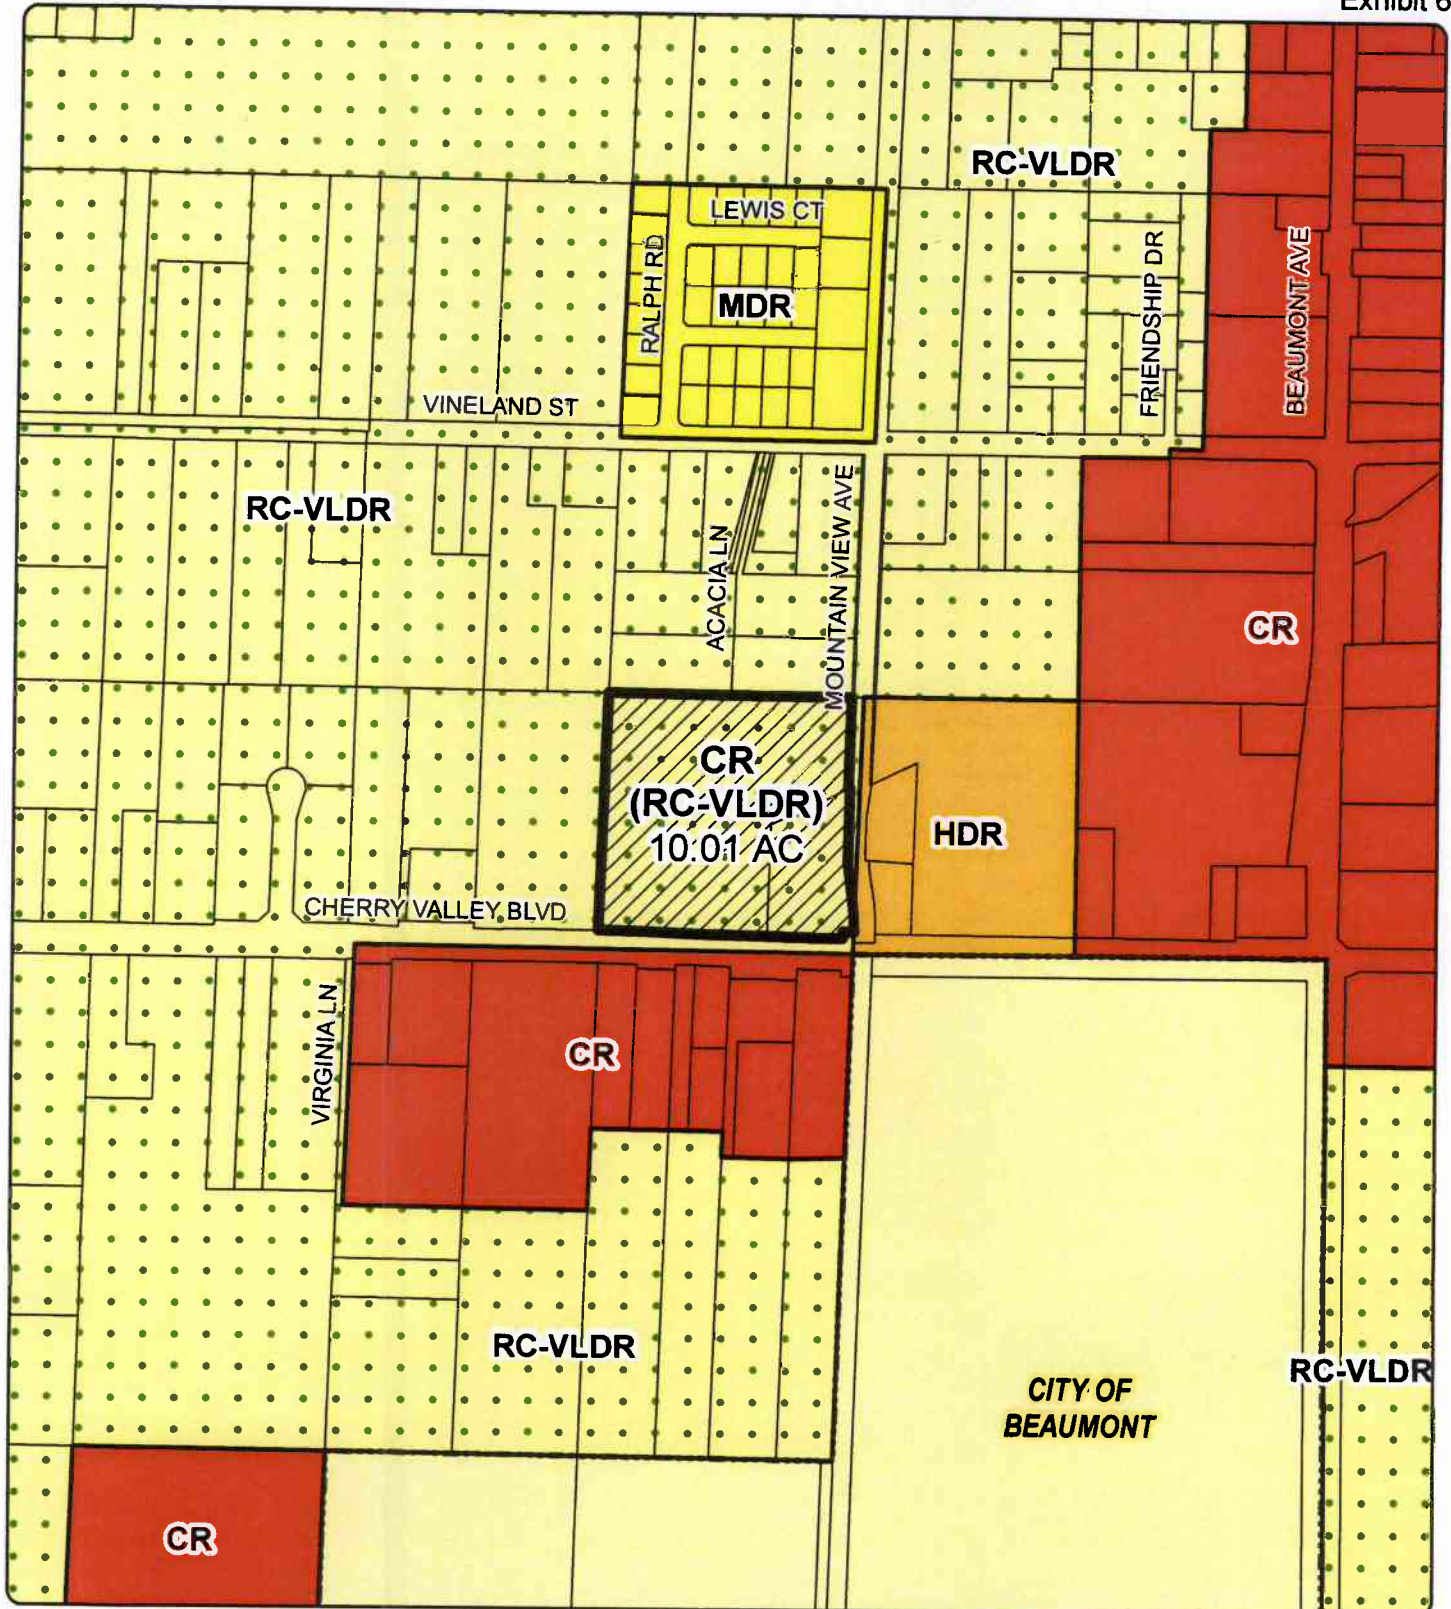 Exhibit 6
RC-VLDR
LEWIS CT
RALPH RD
MDR
FRIENDSHIP DR
BEAUMONT AVE
VINELAND ST
RC-VLDR
ACACIA LN
MOUNTAIN VIEW AVE
CR
CR
(RC-VLDR)
10.01 AC
HDR
CHERRY VALLEY BLVD
VIRGINIA LN
CR
RC-VLDR
RC-VLDR
CITY OF
BEAUMONT
CR